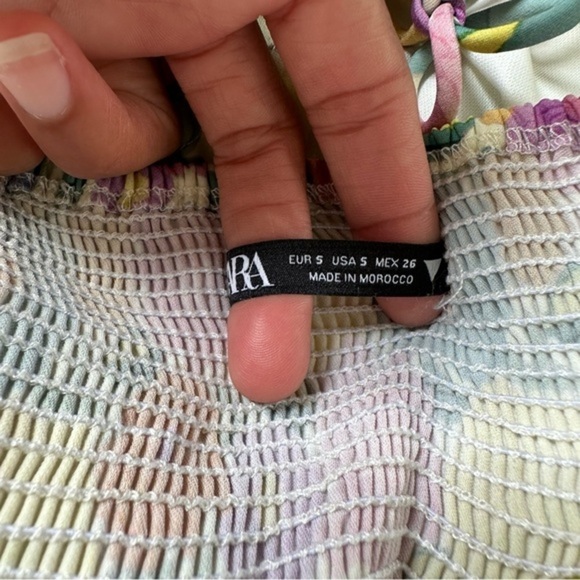 ARA
EUR S USA S MEX 26
MADE IN MOROCCO